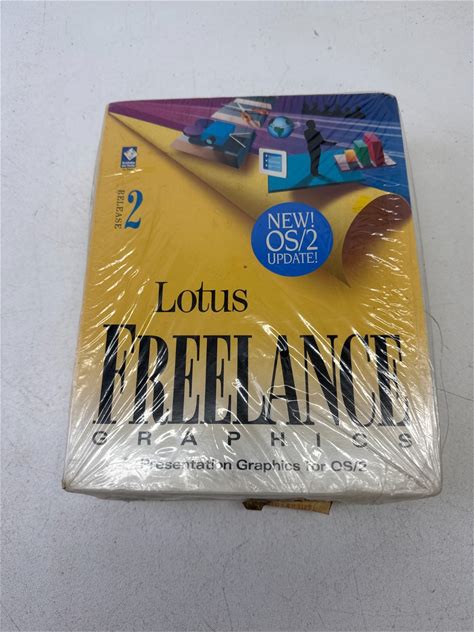 RELEASE 2
NEW!
OS/2
UPDATE!
Lotus
FREELANCE
GRAPHICS
Presentation Graphics for OS/2